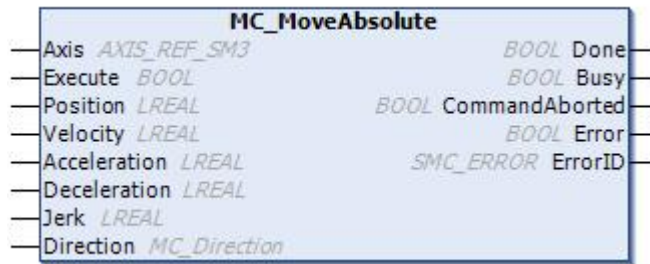 MC_MoveAbsolute
Axis AXIS_REF_SM3 BOOL Done
Execute BOOL BOOL Busy
Position LREAL BOOL CommandAborted
Velocity LREAL BOOL Error
Acceleration LREAL SMC_ERROR ErrorID
Deceleration LREAL
Jerk LREAL
Direction MC_Direction